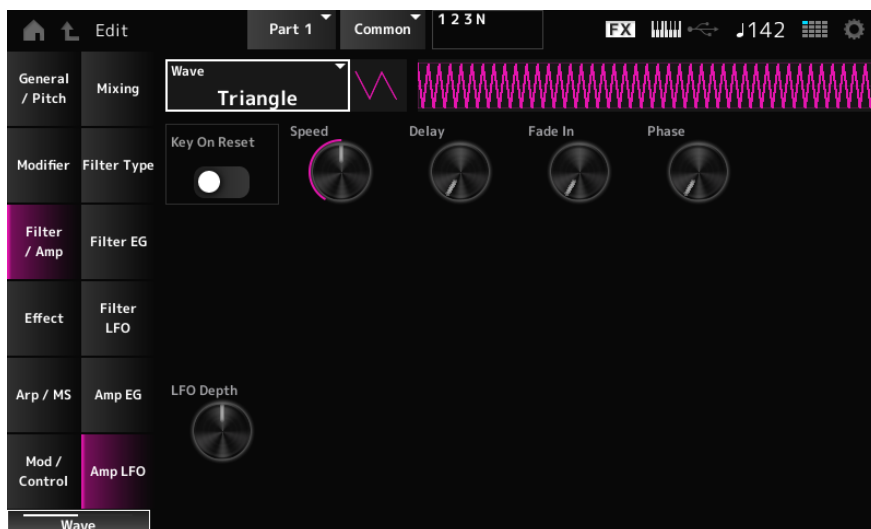 Edit
Part 1
Common
1 2 3 N
FX
♩142
General
/ Pitch
Mixing
Wave
Triangle
Key On Reset
Speed
Delay
Fade In
Phase
Modifier
Filter Type
Filter
/ Amp
Filter EG
Effect
Filter
LFO
Arp / MS
Amp EG
LFO Depth
Mod /
Control
Amp LFO
Wave